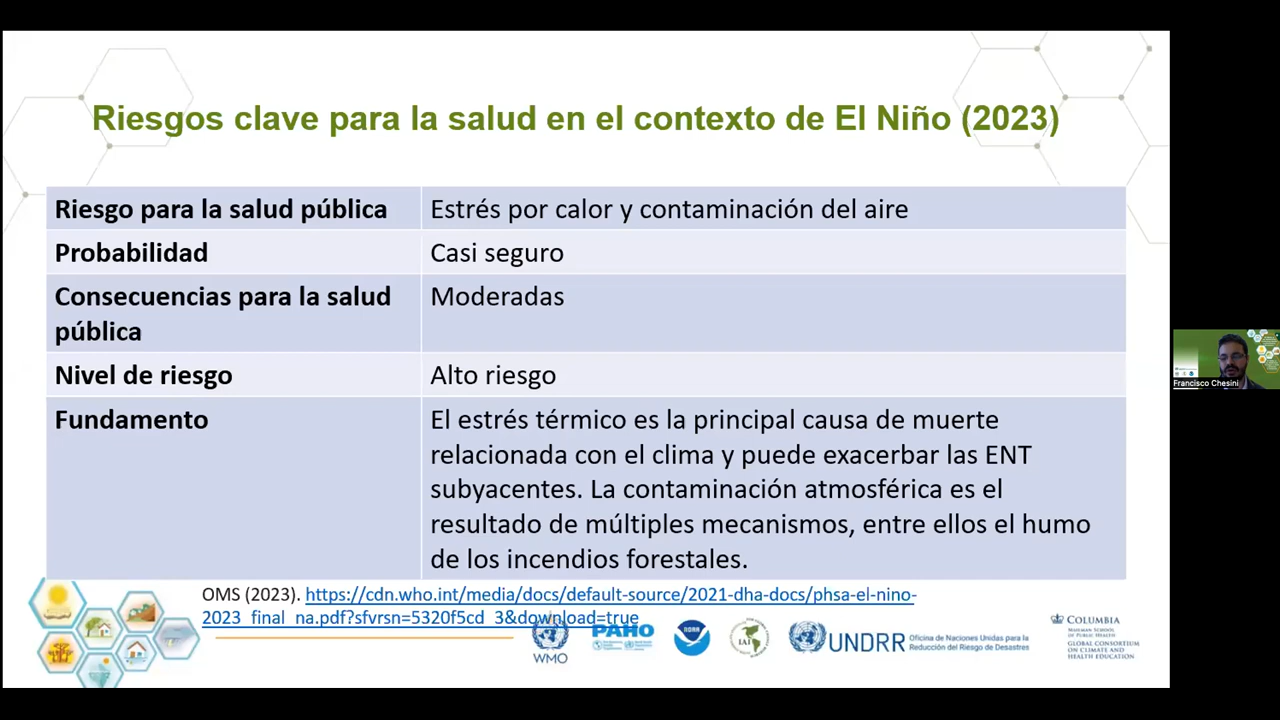 Riesgos clave para la salud en el contexto de El Niño (2023)
Riesgo para la salud pública
Estrés por calor y contaminación del aire
Probabilidad
Casi seguro
Consecuencias para la salud
pública
Moderadas
Nivel de riesgo
Alto riesgo
Fundamento
El estrés térmico es la principal causa de muerte
relacionada con el clima y puede exacerbar las ENT
subyacentes. La contaminación atmosférica es el
resultado de múltiples mecanismos, entre ellos el humo
de los incendios forestales.
OMS (2023). https://cdn.who.int/media/docs/default-source/2021-dha-docs/phsa-el-nino-
2023_final_na.pdf?sfvrsn=5320f5cd_3&download=true
WMO
PAHO
NOAA
IAI
UNDRR
Oficina de Naciones Unidas para la
Reducción del Riesgo de Desastres
COLUMBIA
MAILMAN SCHOOL
OF PUBLIC HEALTH
GLOBAL CONSORTIUM
ON CLIMATE AND
HEALTH EDUCATION
Francisco Chesini